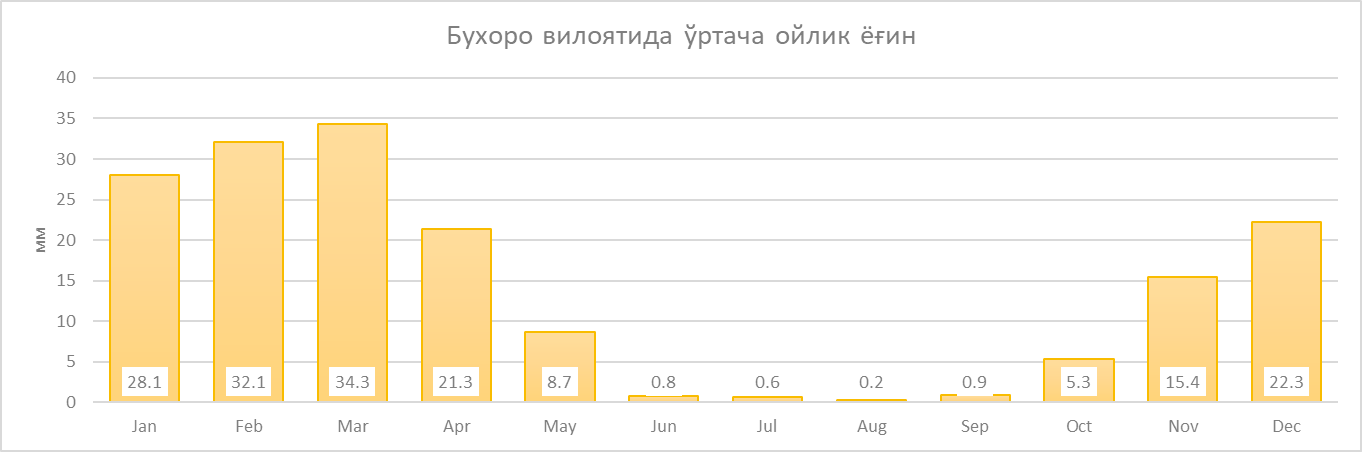 Бухоро вилоятида ўртача ойлик ёғин
40
35
30
25
20
15
10
5
0
мм
28.1 32.1 34.3 21.3 8.7 0.8 0.6 0.2 0.9 5.3 15.4 22.3
Jan Feb Mar Apr May Jun Jul Aug Sep Oct Nov Dec